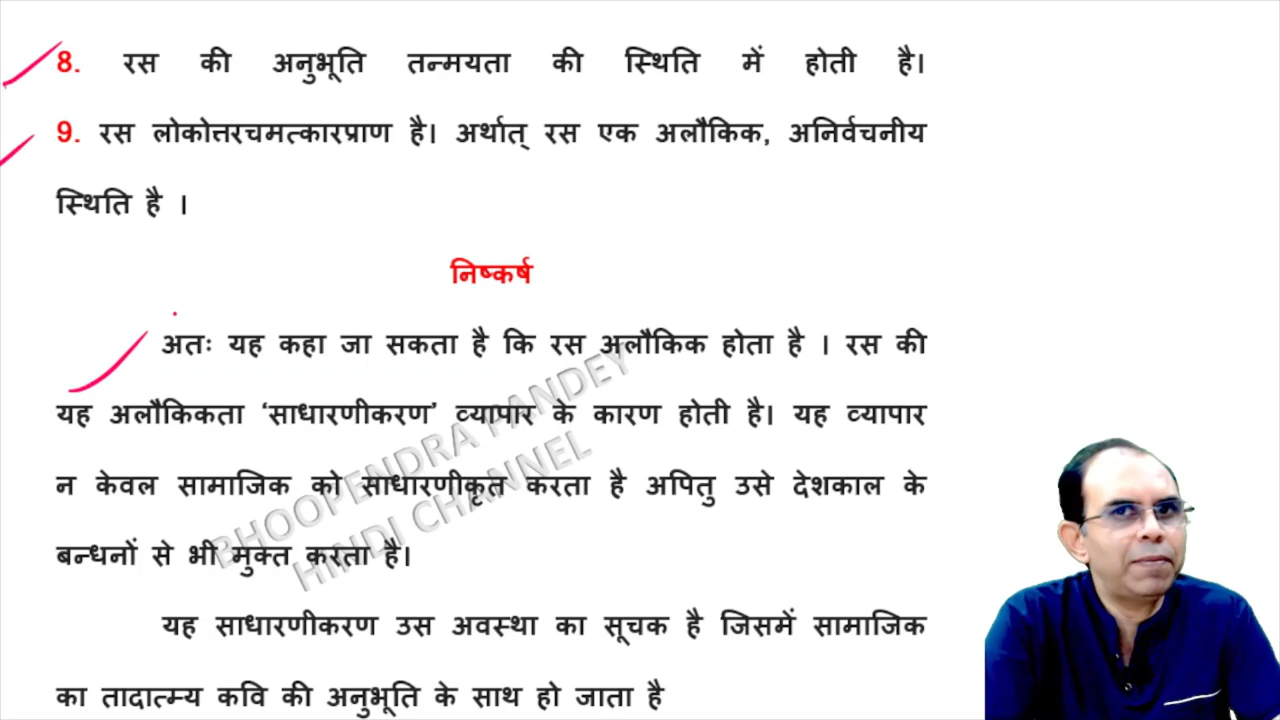 8. रस की अनुभूति तन्मयता की स्थिति में होती है।
9. रस लोकोत्तरचमत्कारप्राण है। अर्थात् रस एक अलौकिक, अनिर्वचनीय
स्थिति है ।
निष्कर्ष
अतः यह कहा जा सकता है कि रस अलौकिक होता है । रस की
यह अलौकिकता ‘साधारणीकरण’ व्यापार के कारण होती है। यह व्यापार
न केवल सामाजिक को साधारणीकृत करता है अपितु उसे देशकाल के
बन्धनों से भी मुक्त करता है।
यह साधारणीकरण उस अवस्था का सूचक है जिसमें सामाजिक
का तादात्म्य कवि की अनुभूति के साथ हो जाता है
BHOOPENDRA PANDEY
HINDI CHANNEL